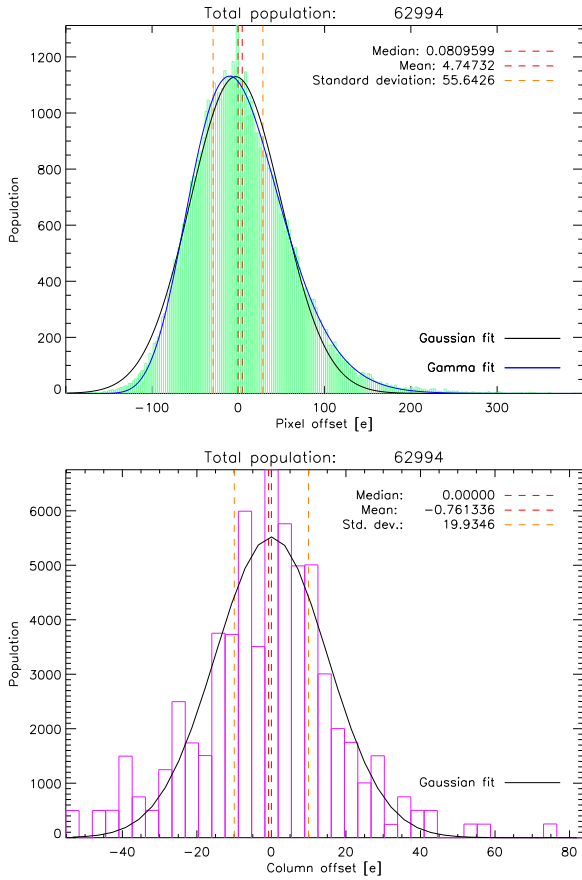 Total population: 62994
1200
1000
800
600
400
200
0
Population
Median: 0.0809599
Mean: 4.74732
Standard deviation: 55.6426
Gaussian fit
Gamma fit
−100 0 100 200 300
Pixel offset [e]
Total population: 62994
6000
5000
4000
3000
2000
1000
0
Population
Median: 0.00000
Mean: −0.761336
Std. dev.: 19.9346
Gaussian fit
−40 −20 0 20 40 60 80
Column offset [e]